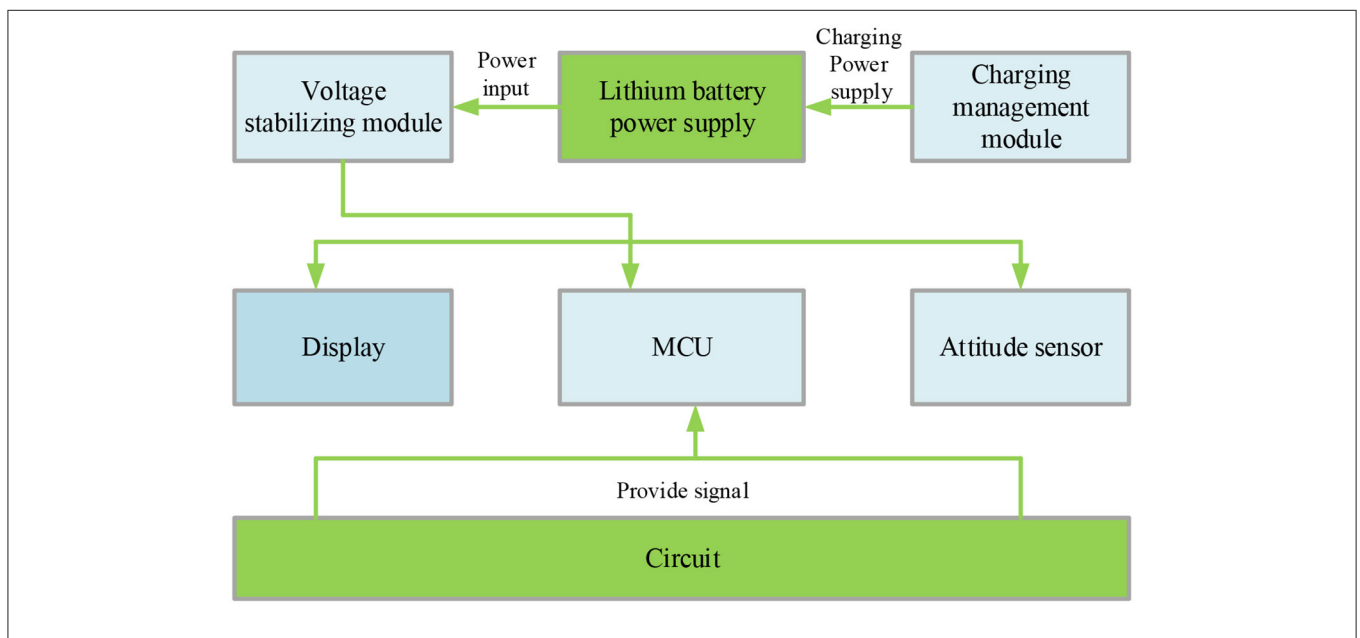 Voltage
stabilizing module
Power
input
Lithium battery
power supply
Charging
Power
supply
Charging
management
module
Display
MCU
Attitude sensor
Provide signal
Circuit